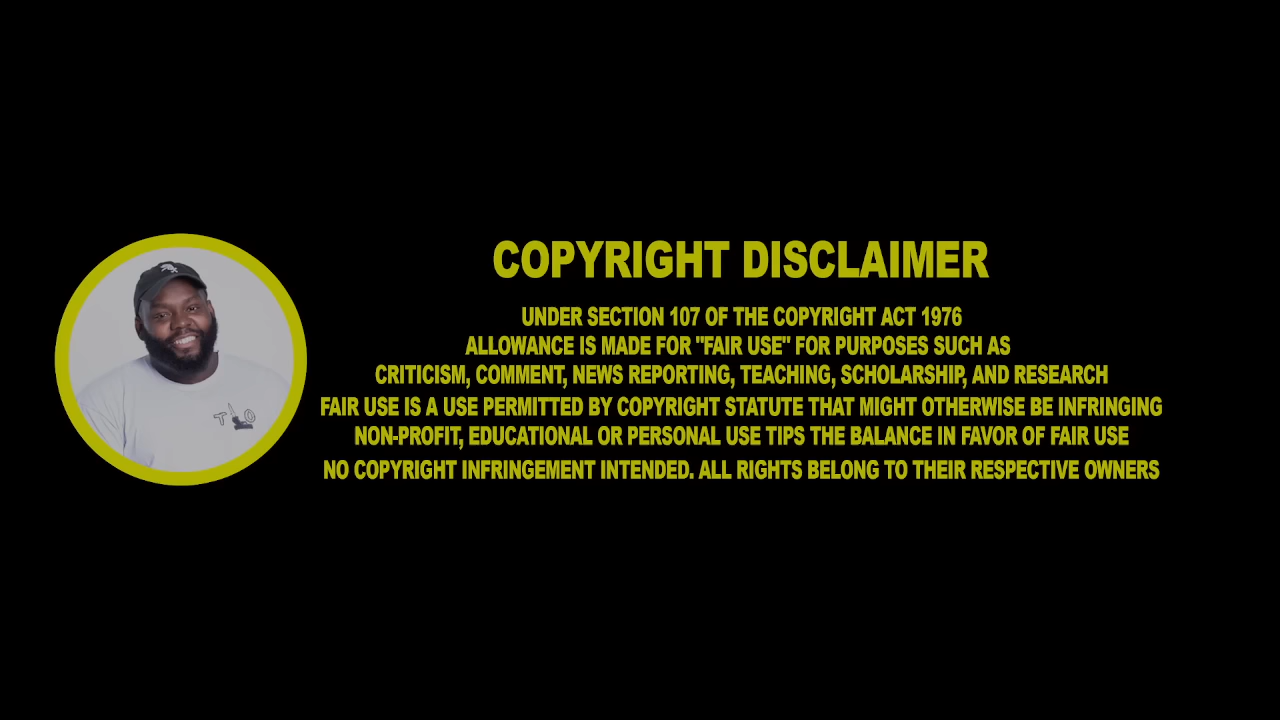 COPYRIGHT DISCLAIMER
UNDER SECTION 107 OF THE COPYRIGHT ACT 1976
ALLOWANCE IS MADE FOR "FAIR USE" FOR PURPOSES SUCH AS
CRITICISM, COMMENT, NEWS REPORTING, TEACHING, SCHOLARSHIP, AND RESEARCH
FAIR USE IS A USE PERMITTED BY COPYRIGHT STATUTE THAT MIGHT OTHERWISE BE INFRINGING
NON-PROFIT, EDUCATIONAL OR PERSONAL USE TIPS THE BALANCE IN FAVOR OF FAIR USE
NO COPYRIGHT INFRINGEMENT INTENDED. ALL RIGHTS BELONG TO THEIR RESPECTIVE OWNERS